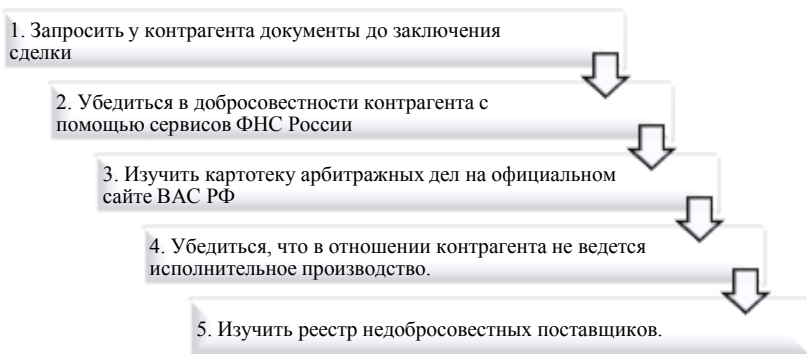 1. Запросить у контрагента документы до заключения
сделки
2. Убедиться в добросовестности контрагента с
помощью сервисов ФНС России
3. Изучить картотеку арбитражных дел на официальном
сайте ВАС РФ
4. Убедиться, что в отношении контрагента не ведется
исполнительное производство.
5. Изучить реестр недобросовестных поставщиков.